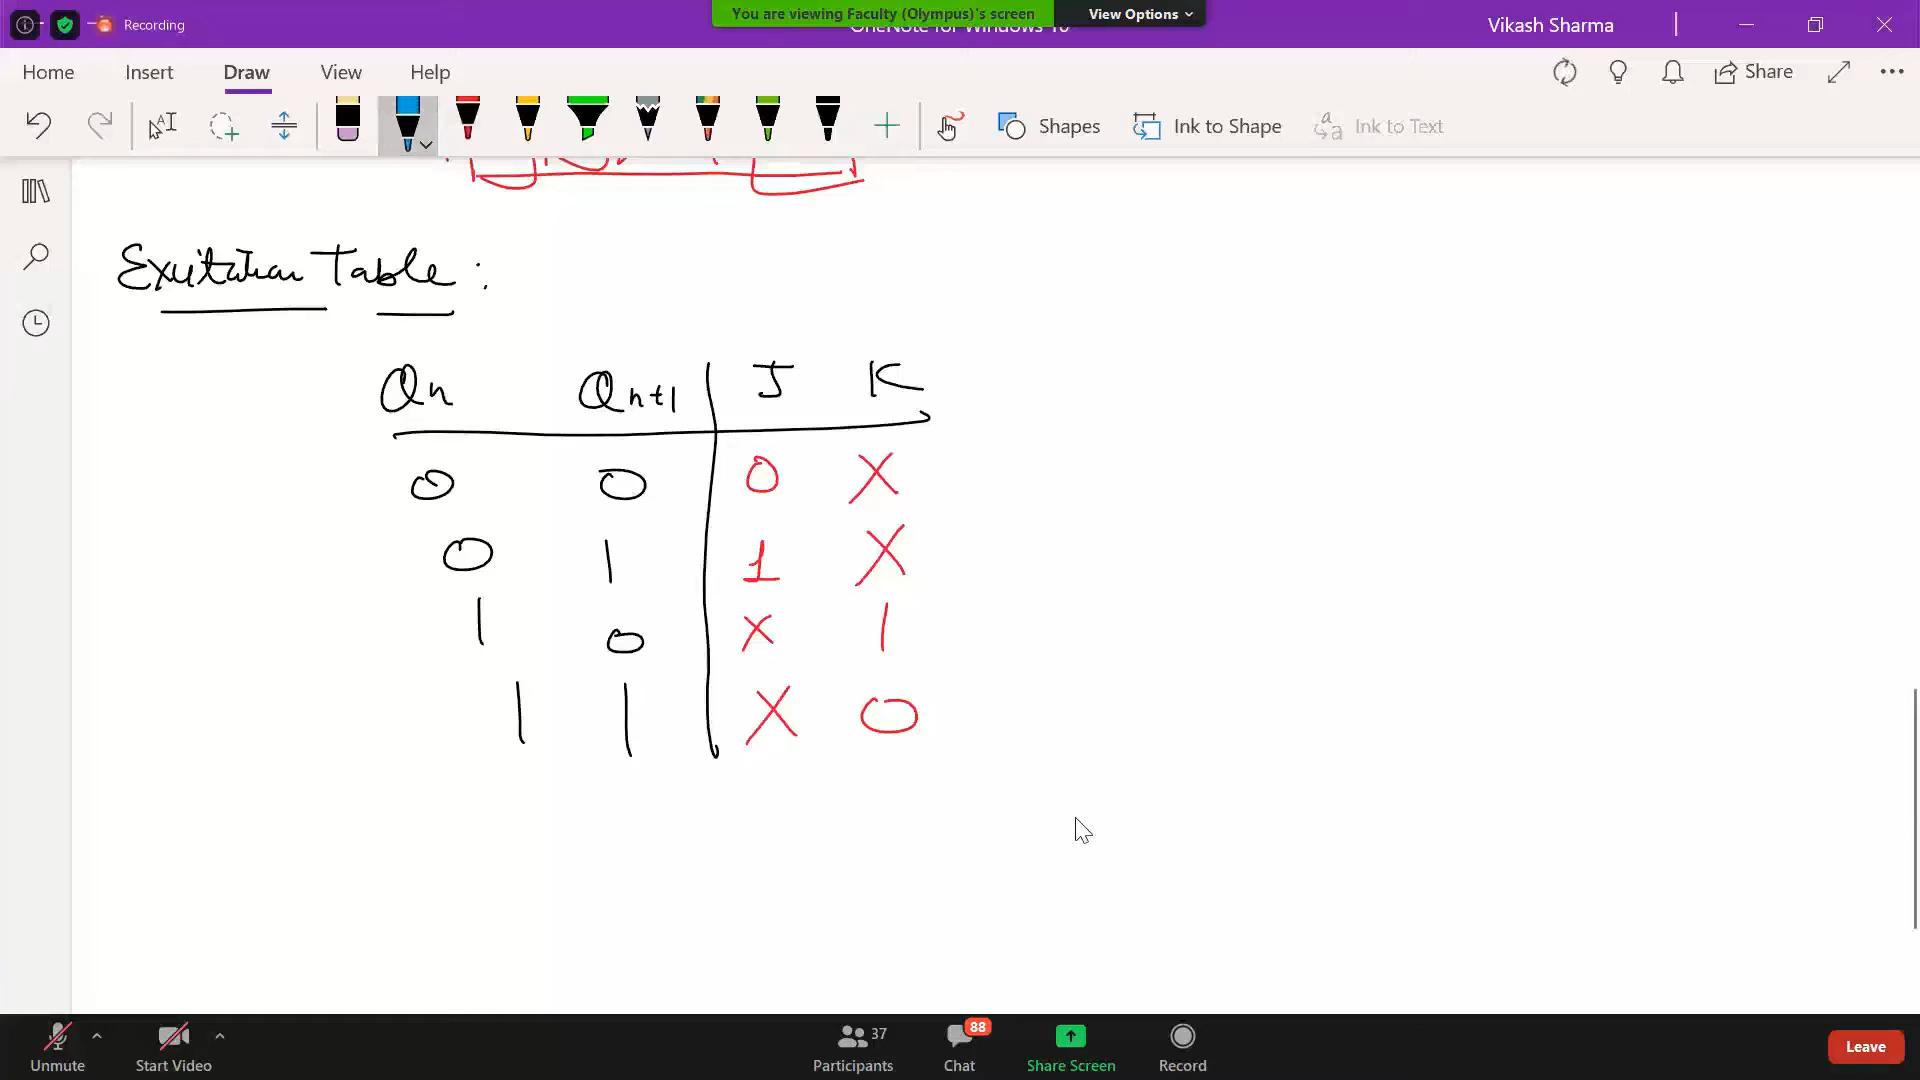 Recording
You are viewing Faculty (Olympus)'s screen View Options
Vikash Sharma
Home Insert Draw View Help
Share
Shapes Ink to Shape Ink to Text
Excitation Table :
Qn Qn+1 J K
0 0 0 X
0 1 1 X
1 0 X 1
1 1 X 0
Unmute Start Video 37 Participants 88 Chat Share Screen Record Leave